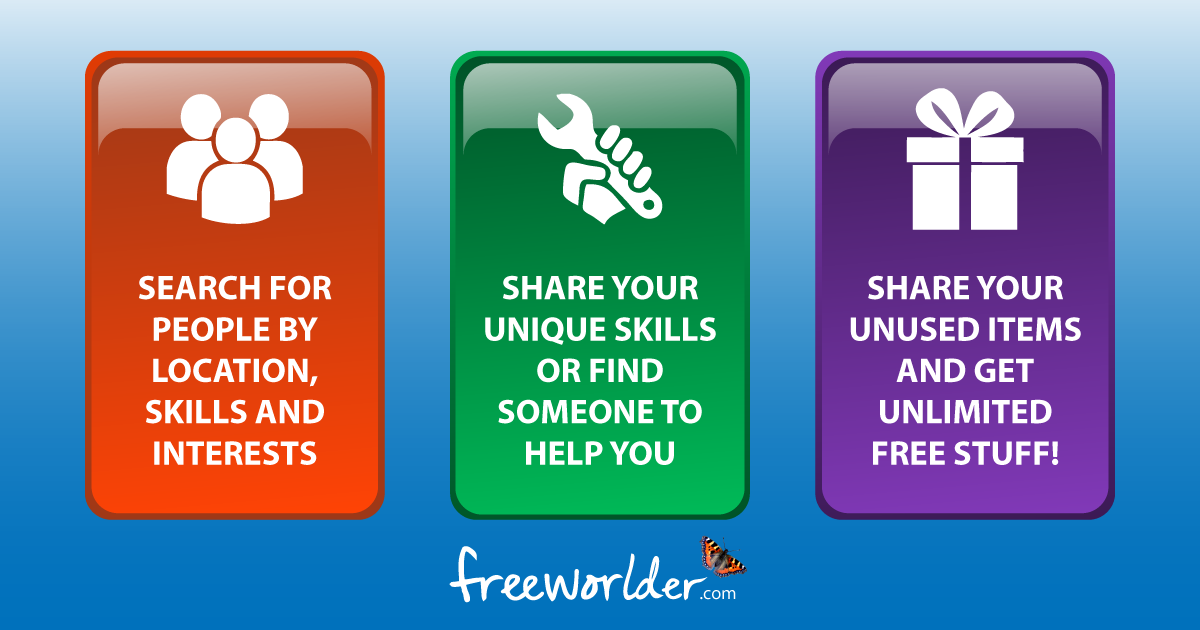 SEARCH FOR
PEOPLE BY
LOCATION,
SKILLS AND
INTERESTS
SHARE YOUR
UNIQUE SKILLS
OR FIND
SOMEONE TO
HELP YOU
SHARE YOUR
UNUSED ITEMS
AND GET
UNLIMITED
FREE STUFF!
freeworlder.com